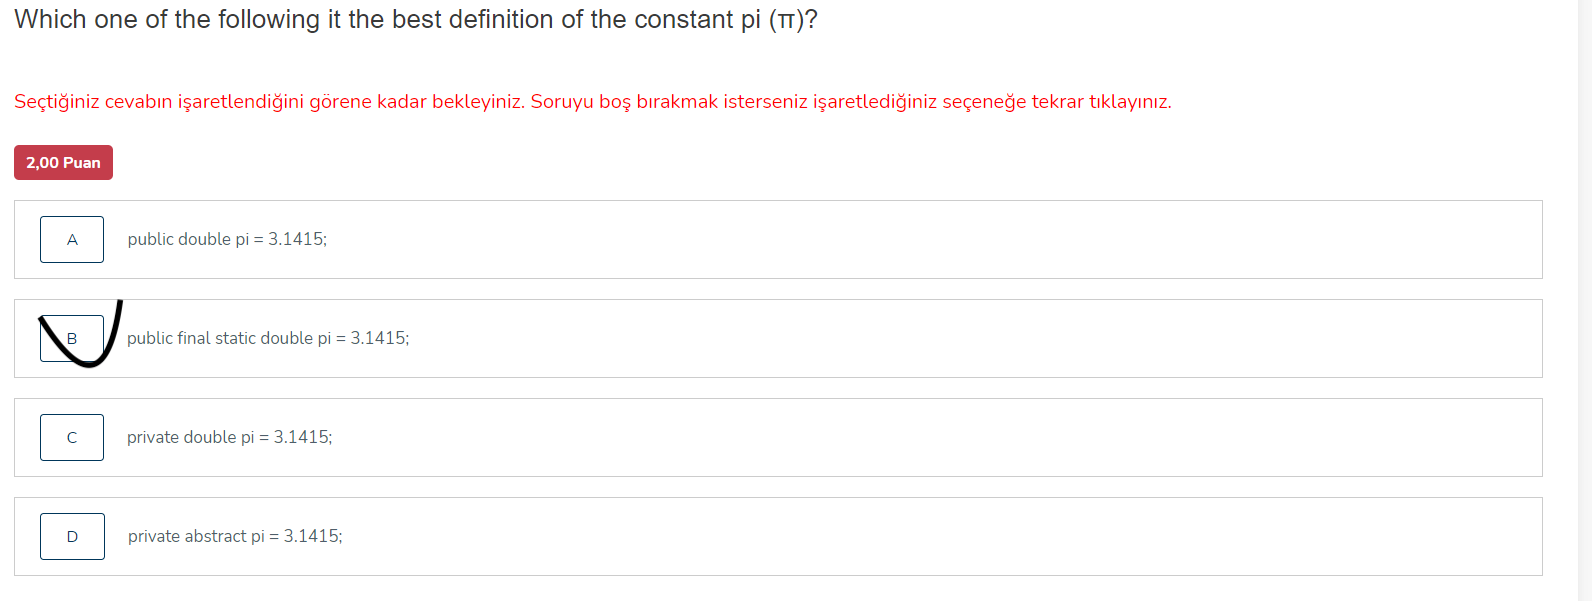 Which one of the following it the best definition of the constant pi (π)?
Seçtiğiniz cevabın işaretlendiğini görene kadar bekleyiniz. Soruyu boş bırakmak isterseniz işaretlediğiniz seçeneğe tekrar tıklayınız.
2,00 Puan
A public double pi = 3.1415;
B public final static double pi = 3.1415;
C private double pi = 3.1415;
D private abstract pi = 3.1415;